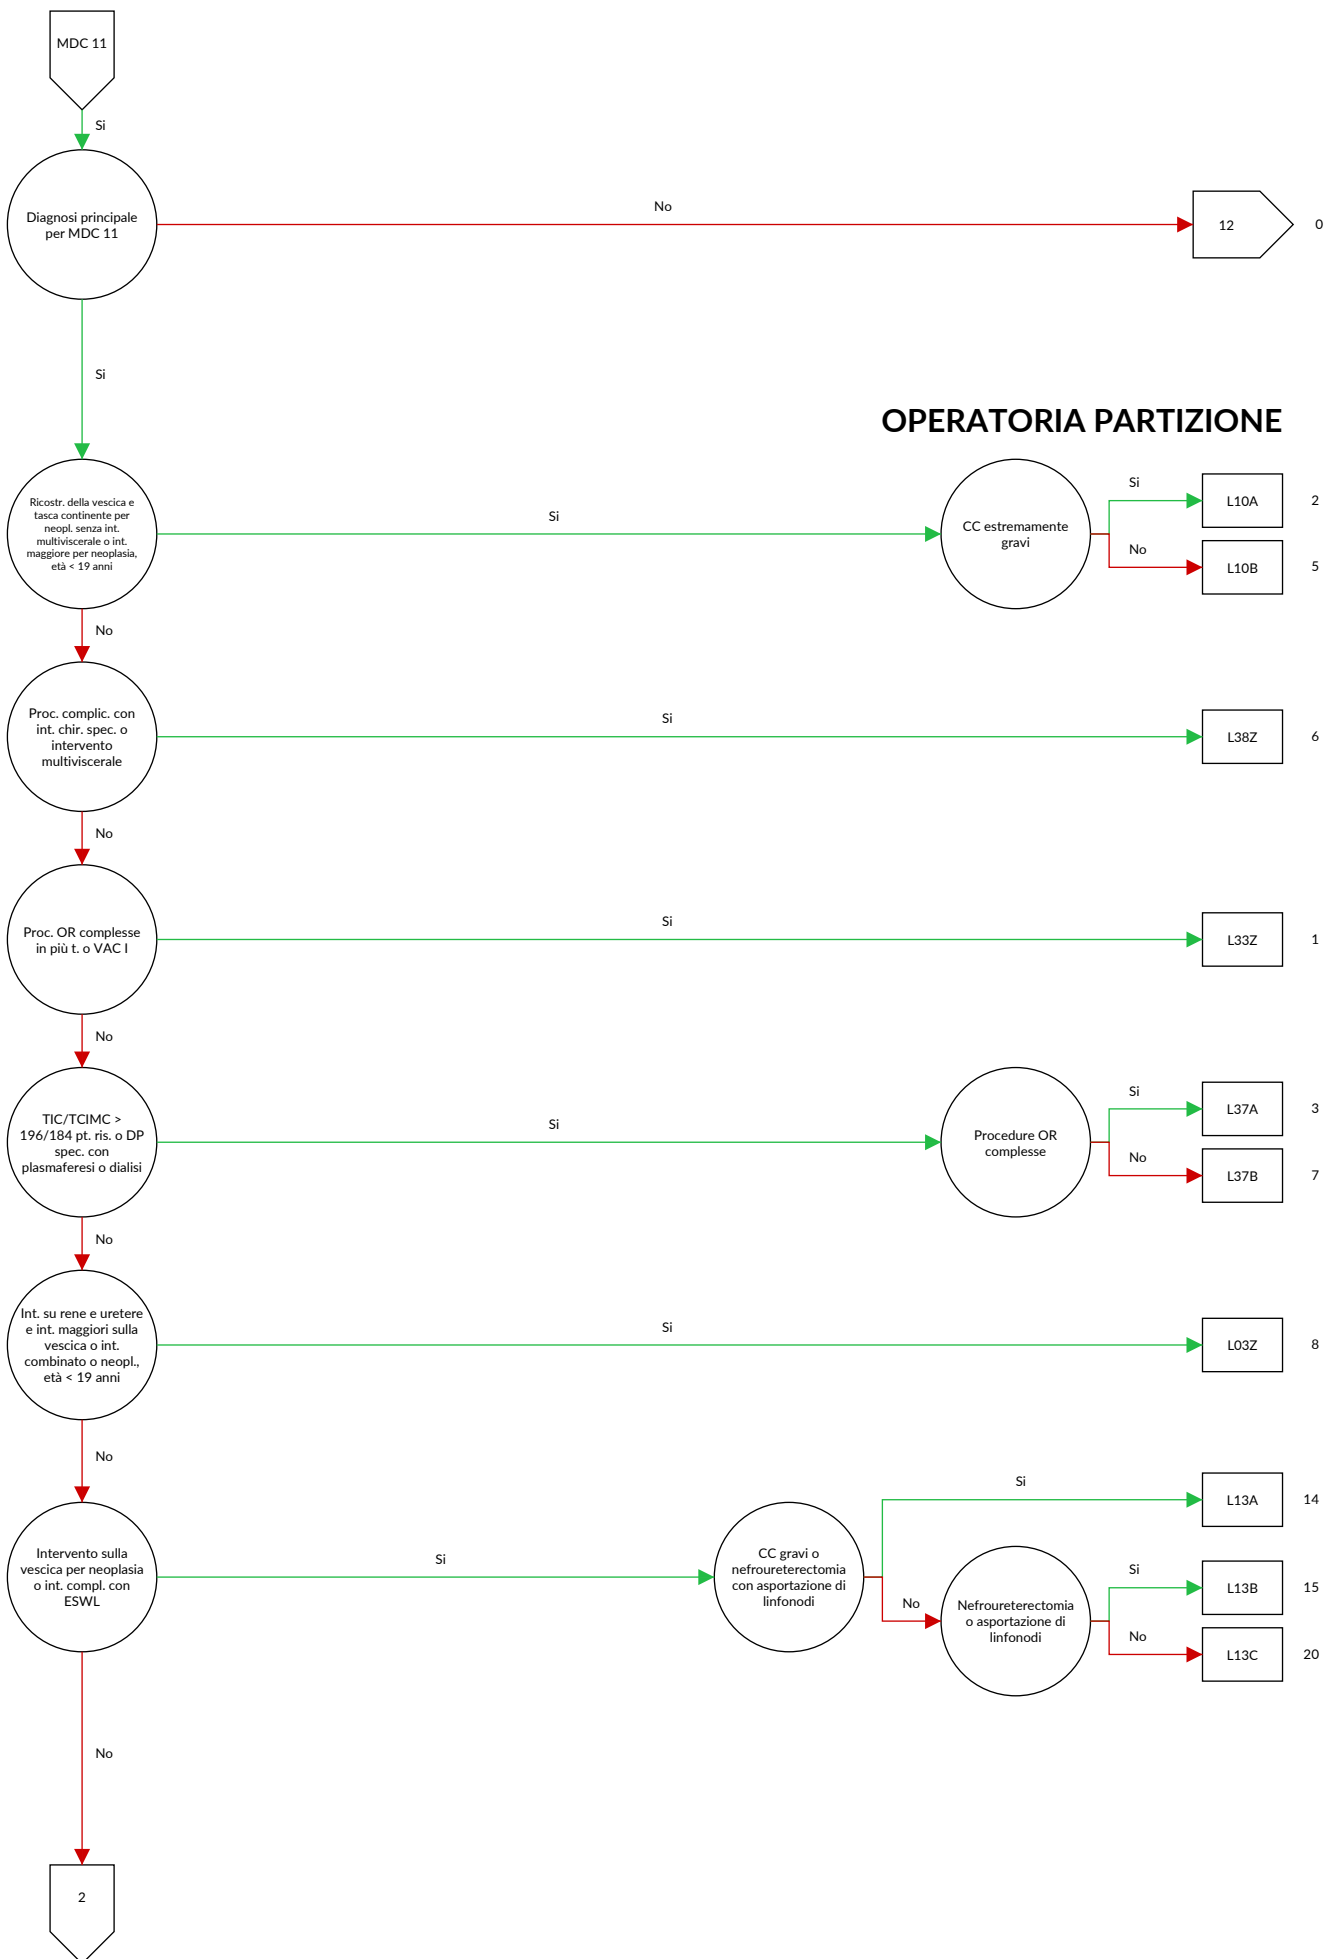 MDC 11
Si
Diagnosi principale
per MDC 11
No
12
0
Si
OPERATORIA PARTIZIONE
Ricostr. della vescica e
tasca continente per
neopl. senza int.
multiviscerale o int.
maggiore per neoplasia,
età < 19 anni
Si
CC estremamente
gravi
Si
L10A
2
No
L10B
5
No
Proc. complic. con
int. chir. spec. o
intervento
multiviscerale
Si
L38Z
6
No
Proc. OR complesse
in più t. o VAC I
Si
L33Z
1
No
TIC/TCIMC >
196/184 pt. ris. o DP
spec. con
plasmaferesi o dialisi
Si
Procedure OR
complesse
Si
L37A
3
No
L37B
7
No
Int. su rene e uretere
e int. maggiori sulla
vescica o int.
combinato o neopl.,
età < 19 anni
Si
L03Z
8
No
Intervento sulla
vescica per neoplasia
o int. compl. con
ESWL
Si
CC gravi o
nefroureterectomia
con asportazione di
linfonodi
Si
L13A
14
No
Nefroureterectomia
o asportazione di
linfonodi
Si
L13B
15
No
L13C
20
No
2